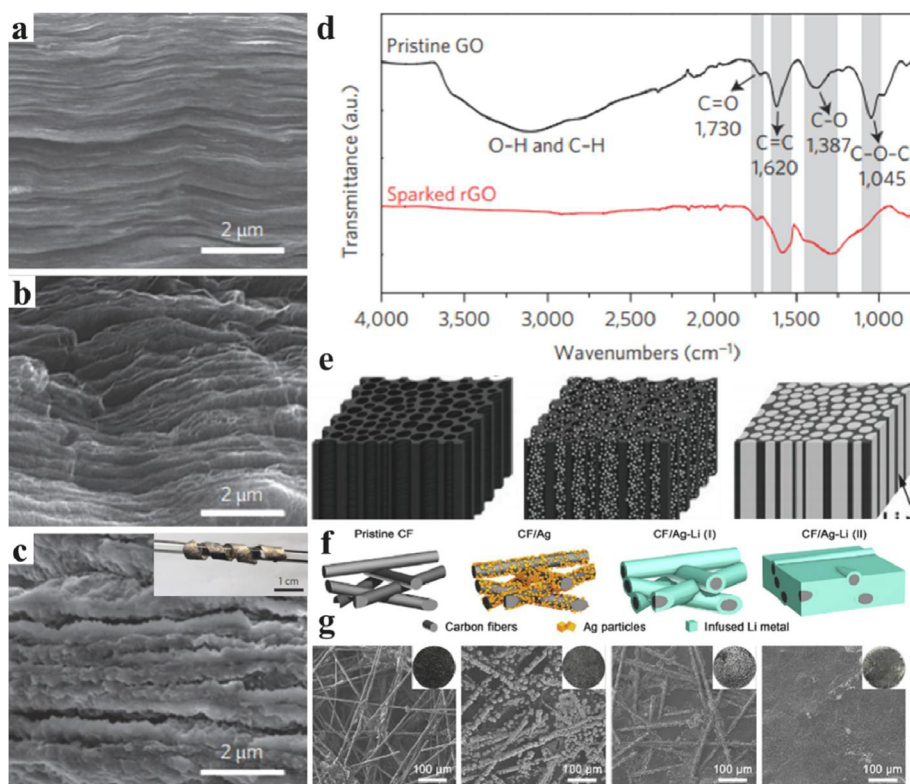 a
2 µm
b
2 µm
c
1 cm
2 µm
d
Pristine GO
C=O
1,730
C=C
1,620
C-O
1,387
C-O-C
1,045
O-H and C-H
Sparked rGO
Transmittance (a.u.)
4,000 3,500 3,000 2,500 2,000 1,500 1,000
Wavenumbers (cm⁻¹)
e
f
Pristine CF CF/Ag CF/Ag-Li (I) CF/Ag-Li (II)
Carbon fibers Ag particles Infused Li metal
g
100 µm 100 µm 100 µm 100 µm